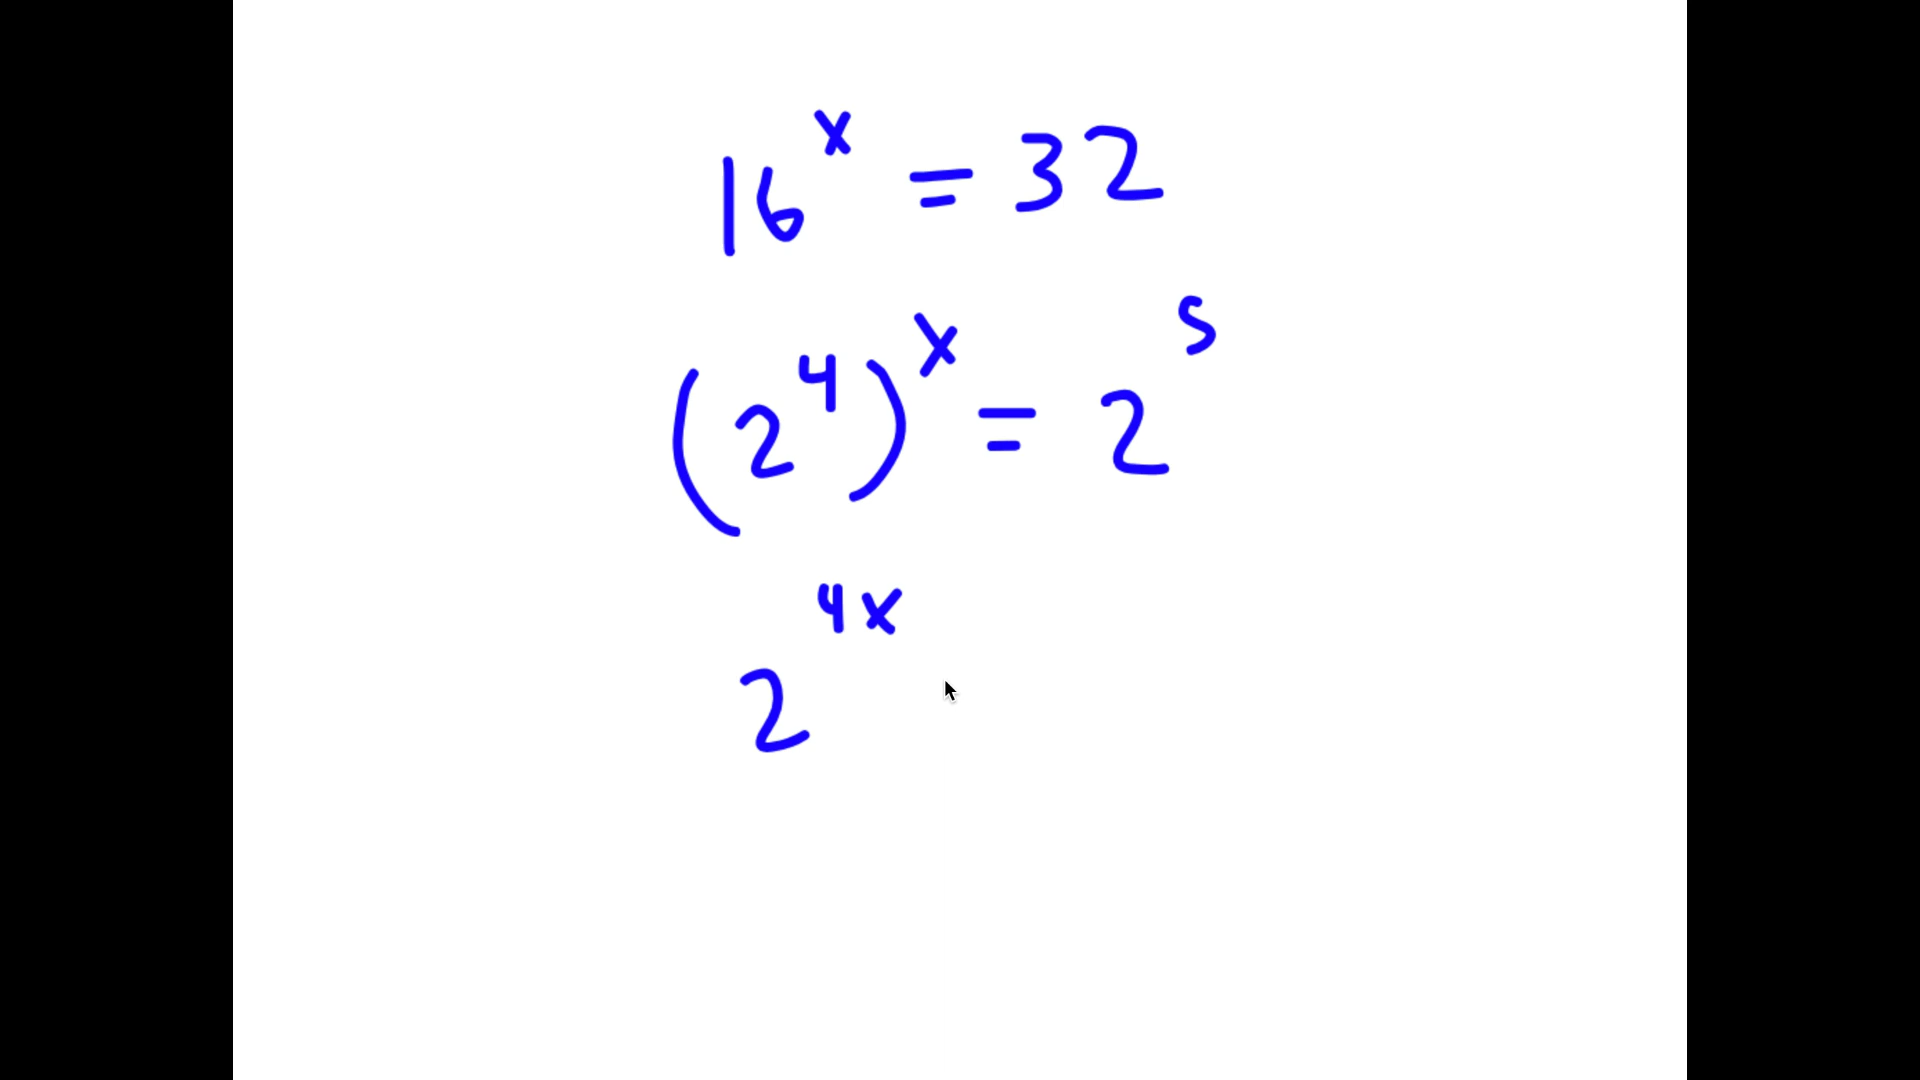 16^x = 32
(2^4)^x = 2^5
2^4x